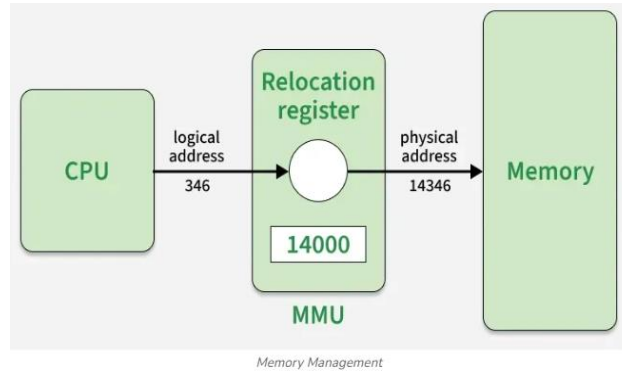 CPU
logical
address
346
Relocation
register
14000
MMU
physical
address
14346
Memory
Memory Management